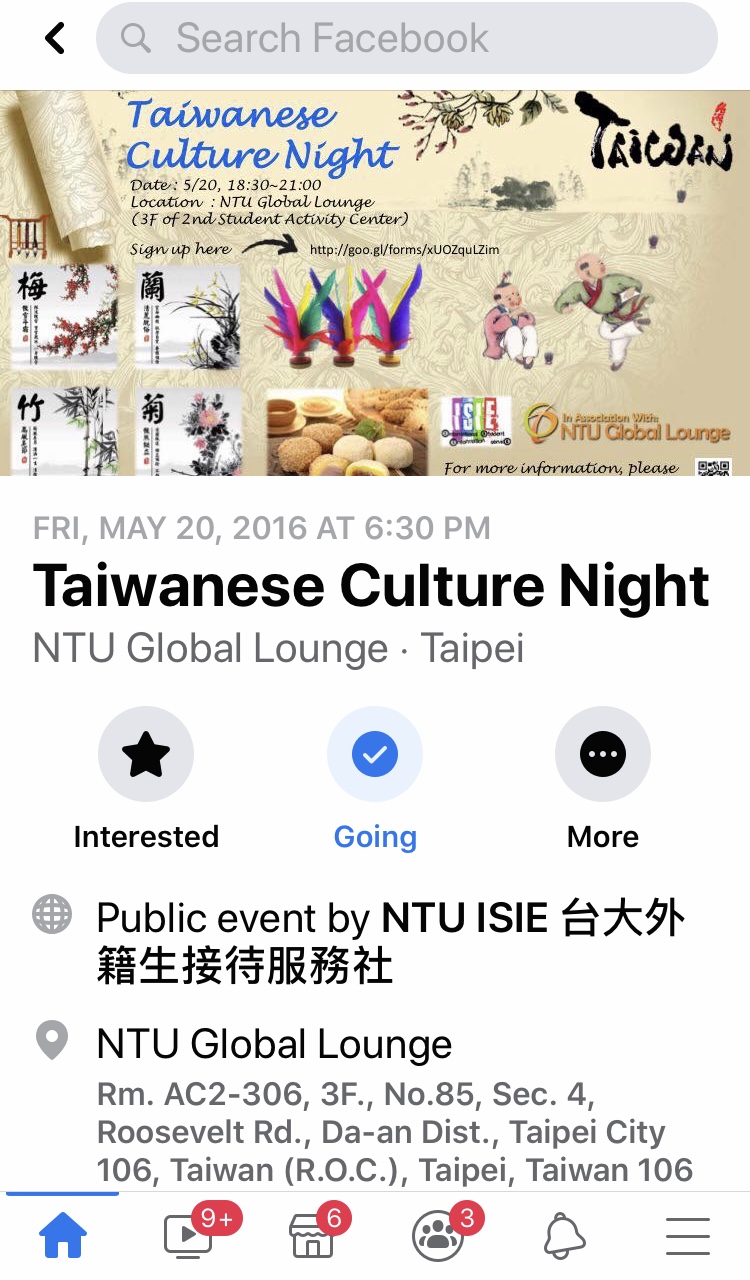 Search Facebook
Taiwanese
Culture Night
Date : 5/20, 18:30~21:00
Location : NTU Global Lounge
(3F of 2nd Student Activity Center)
Sign up here
http://goo.gl/forms/xUOZquLZim
台灣
TAIWAN
梅
蘭
竹
菊
ISIE
In Association With:
NTU Global Lounge
For more information, please
FRI, MAY 20, 2016 AT 6:30 PM
Taiwanese Culture Night
NTU Global Lounge · Taipei
Interested
Going
More
Public event by NTU ISIE 台大外
籍生接待服務社
NTU Global Lounge
Rm. AC2-306, 3F., No.85, Sec. 4,
Roosevelt Rd., Da-an Dist., Taipei City
106, Taiwan (R.O.C.), Taipei, Taiwan 106
9+
6
3